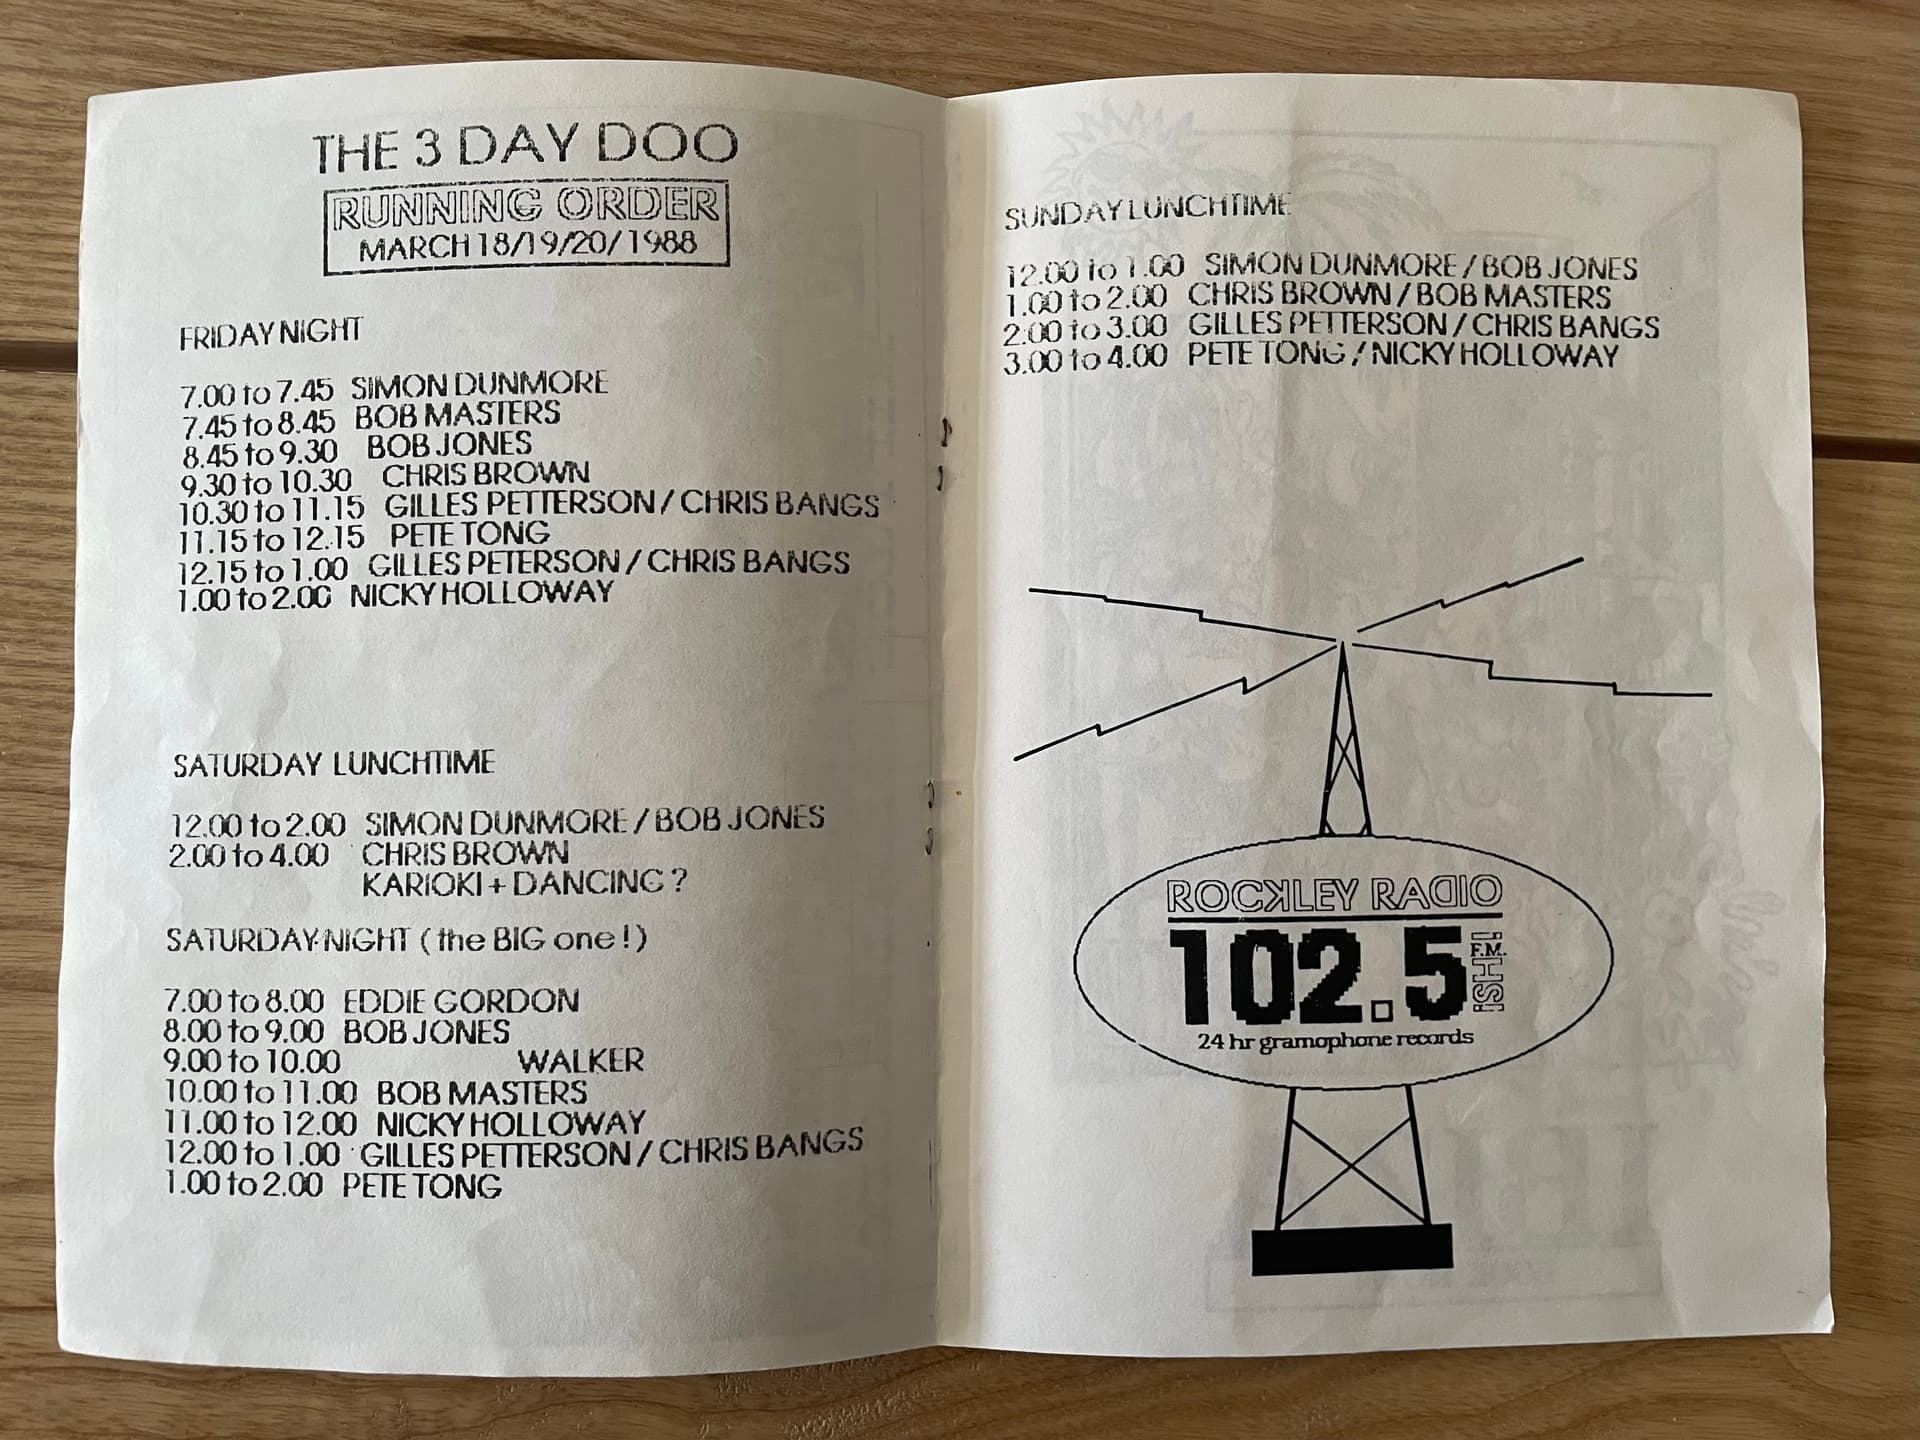 THE 3 DAY DOO
RUNNING ORDER
MARCH 18/19/20/1988
FRIDAY NIGHT
7.00 to 7.45 SIMON DUNMORE
7.45 to 8.45 BOB MASTERS
8.45 to 9.30 BOB JONES
9.30 to 10.30 CHRIS BROWN
10.30 to 11.15 GILLES PETTERSON / CHRIS BANGS
11.15 to 12.15 PETE TONG
12.15 to 1.00 GILLES PETERSON / CHRIS BANGS
1.00 to 2.00 NICKY HOLLOWAY
SATURDAY LUNCHTIME
12.00 to 2.00 SIMON DUNMORE / BOB JONES
2.00 to 4.00 CHRIS BROWN
KARIOKI + DANCING ?
SATURDAY NIGHT ( the BIG one ! )
7.00 to 8.00 EDDIE GORDON
8.00 to 9.00 BOB JONES
9.00 to 10.00 WALKER
10.00 to 11.00 BOB MASTERS
11.00 to 12.00 NICKY HOLLOWAY
12.00 to 1.00 GILLES PETTERSON / CHRIS BANGS
1.00 to 2.00 PETE TONG
SUNDAY LUNCHTIME
12.00 to 1.00 SIMON DUNMORE / BOB JONES
1.00 to 2.00 CHRIS BROWN / BOB MASTERS
2.00 to 3.00 GILLES PETTERSON / CHRIS BANGS
3.00 to 4.00 PETE TONG / NICKY HOLLOWAY
ROCKLEY RADIO
102.5 F.M.
24 hr gramophone records